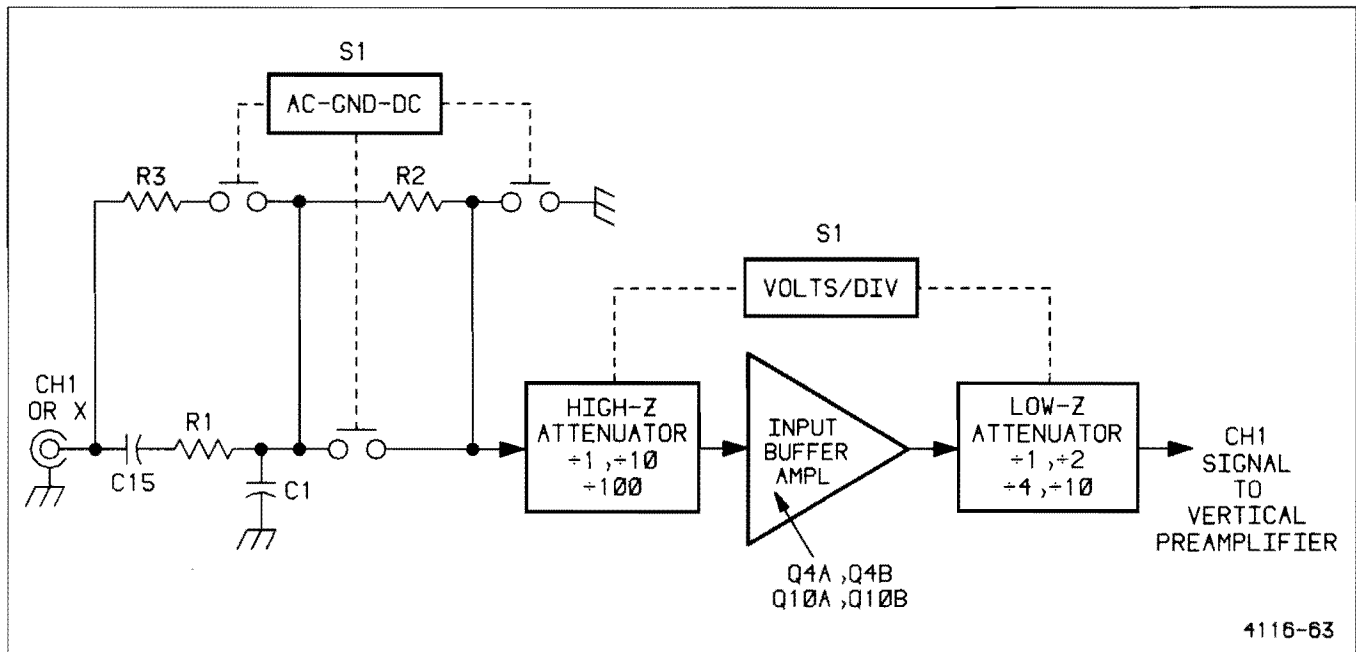 S1
AC-GND-DC
R3
R2
S1
VOLTS/DIV
CH1
OR X
R1
C15
C1
HIGH-Z
ATTENUATOR
÷1,÷10
÷100
INPUT
BUFFER
AMPL
LOW-Z
ATTENUATOR
÷1,÷2
÷4,÷10
CH1
SIGNAL
TO
VERTICAL
PREAMPLIFIER
Q4A,Q4B
Q10A,Q10B
4116-63